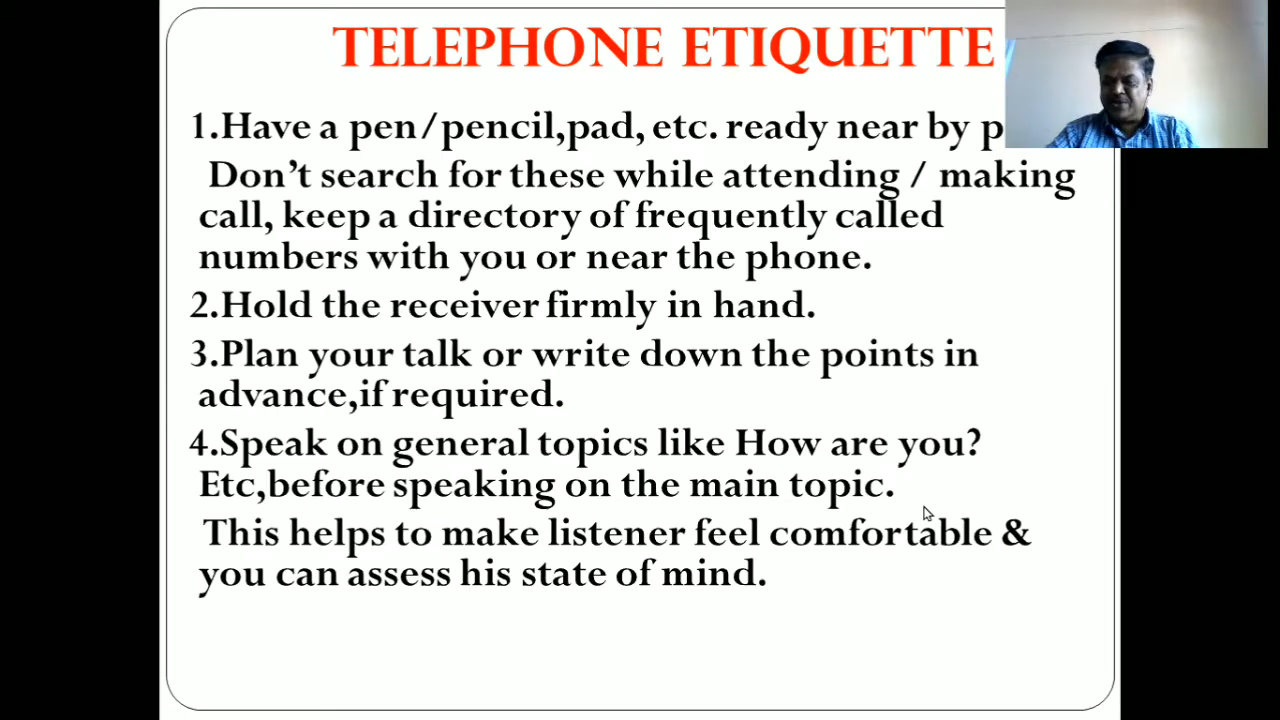 TELEPHONE ETIQUETTE
1.Have a pen/pencil,pad, etc. ready near by
Don't search for these while attending / making
call, keep a directory of frequently called
numbers with you or near the phone.
2.Hold the receiver firmly in hand.
3.Plan your talk or write down the points in
advance,if required.
4.Speak on general topics like How are you?
Etc,before speaking on the main topic.
This helps to make listener feel comfortable &
you can assess his state of mind.